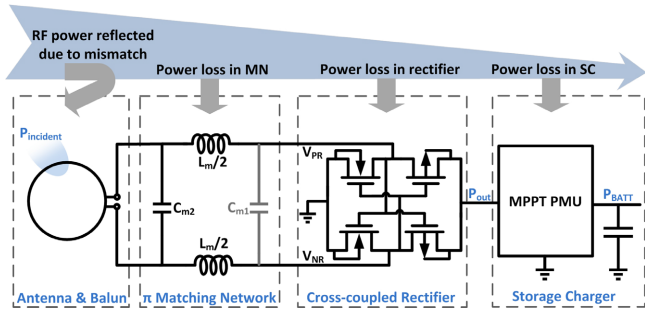 RF power reflected
due to mismatch
Power loss in MN
Power loss in rectifier
Power loss in SC
Pincident
Lm/2
Cm2
Cm1
Lm/2
VPR
VNR
Pout
MPPT PMU
PBATT
Antenna & Balun
π Matching Network
Cross-coupled Rectifier
Storage Charger